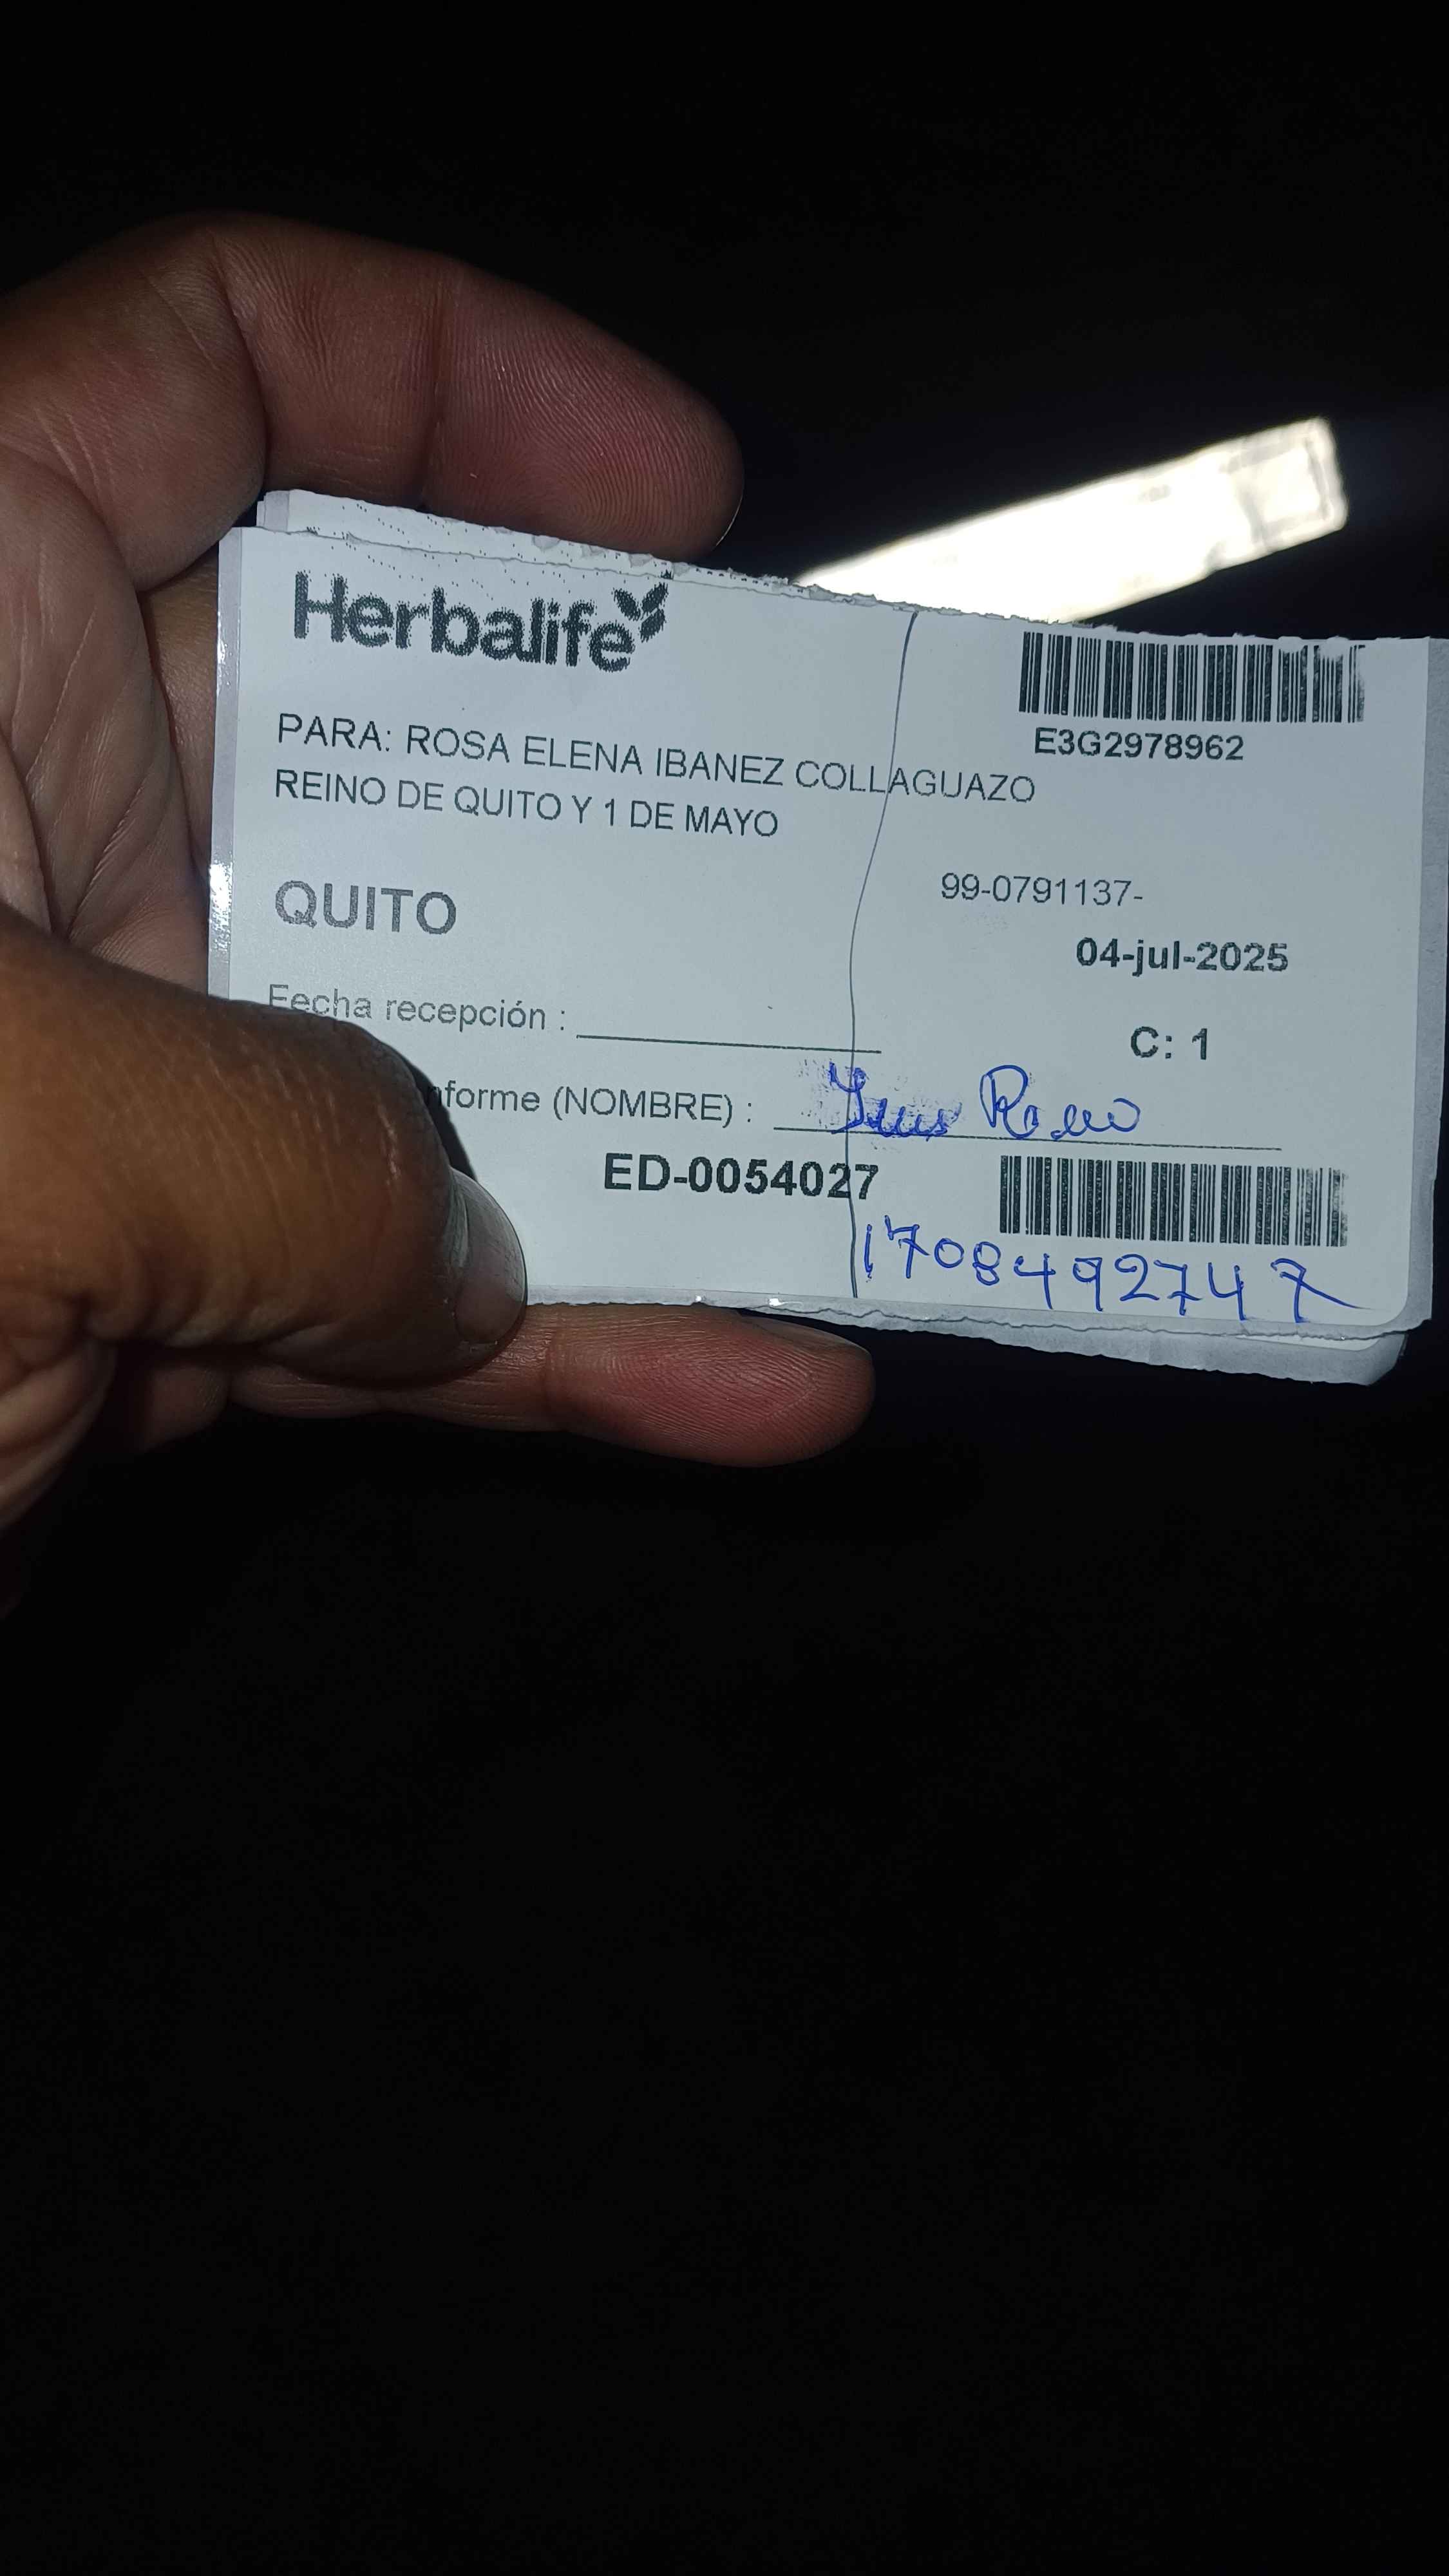 Herbalife
E3G2978962
PARA: ROSA ELENA IBANEZ COLLAGUAZO
REINO DE QUITO Y 1 DE MAYO
99-0791137-
QUITO
04-jul-2025
Fecha recepción :
C: 1
nforme (NOMBRE) : Luis
ED-0054027
1708492747